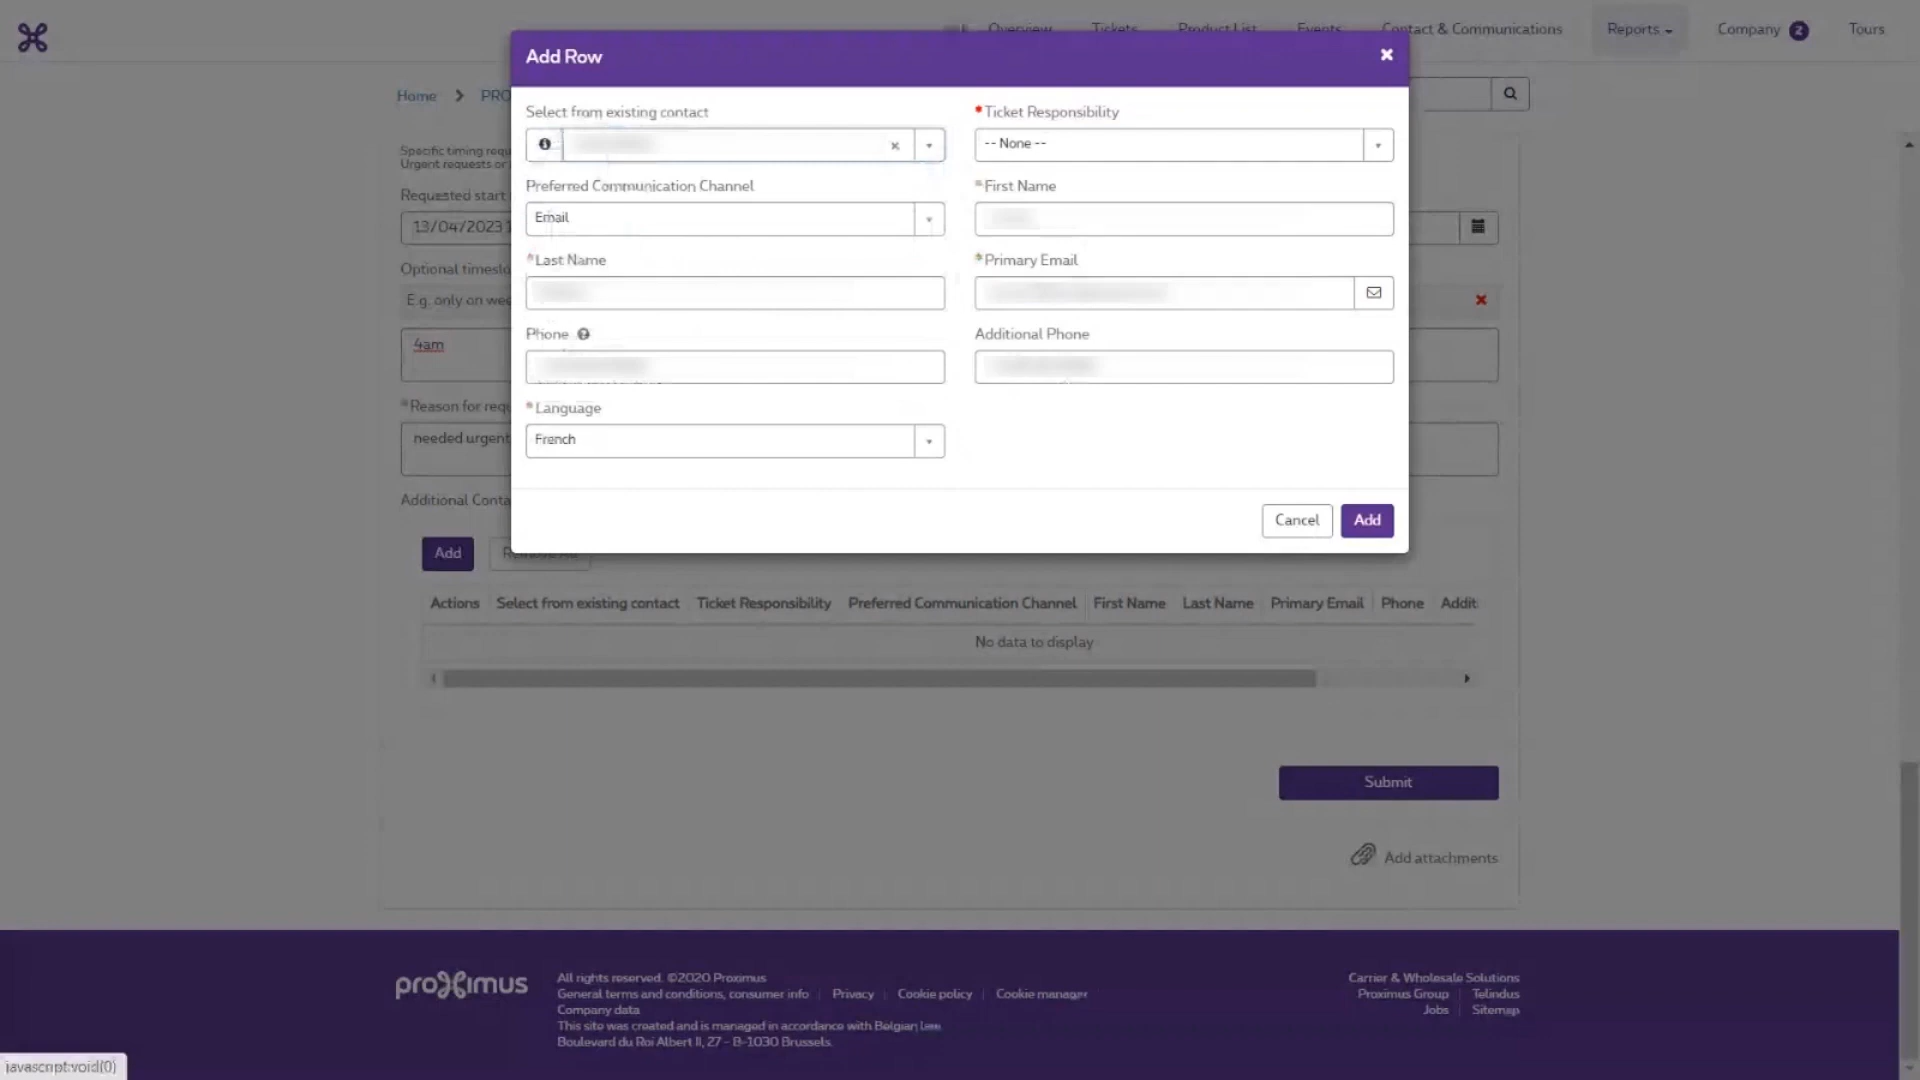 Overview Tickets Product List Events Contact & Communications Reports Company 2 Tours
Add Row
Home PRO
Select from existing contact
*Ticket Responsibility
-- None --
Preferred Communication Channel
*First Name
Email
*Last Name
*Primary Email
Phone
Additional Phone
*Language
French
Cancel Add
Specific timing requ
Urgent requests or
Requested start
13/04/2023 1
Optional timeslo
E.g. only on wee
4am
*Reason for requ
needed urgent
Additional Conta
Add
Actions Select from existing contact Ticket Responsibility Preferred Communication Channel First Name Last Name Primary Email Phone Addit
No data to display
Submit
Add attachments
proximus
All rights reserved. ©2020 Proximus
General terms and conditions, consumer info Privacy Cookie policy Cookie manager
Company data
This site was created and is managed in accordance with Belgian law.
Boulevard du Roi Albert II, 27 - B-1030 Brussels.
Carrier & Wholesale Solutions
Proximus Group Telindus
Jobs Sitemap
javascript:void(0)